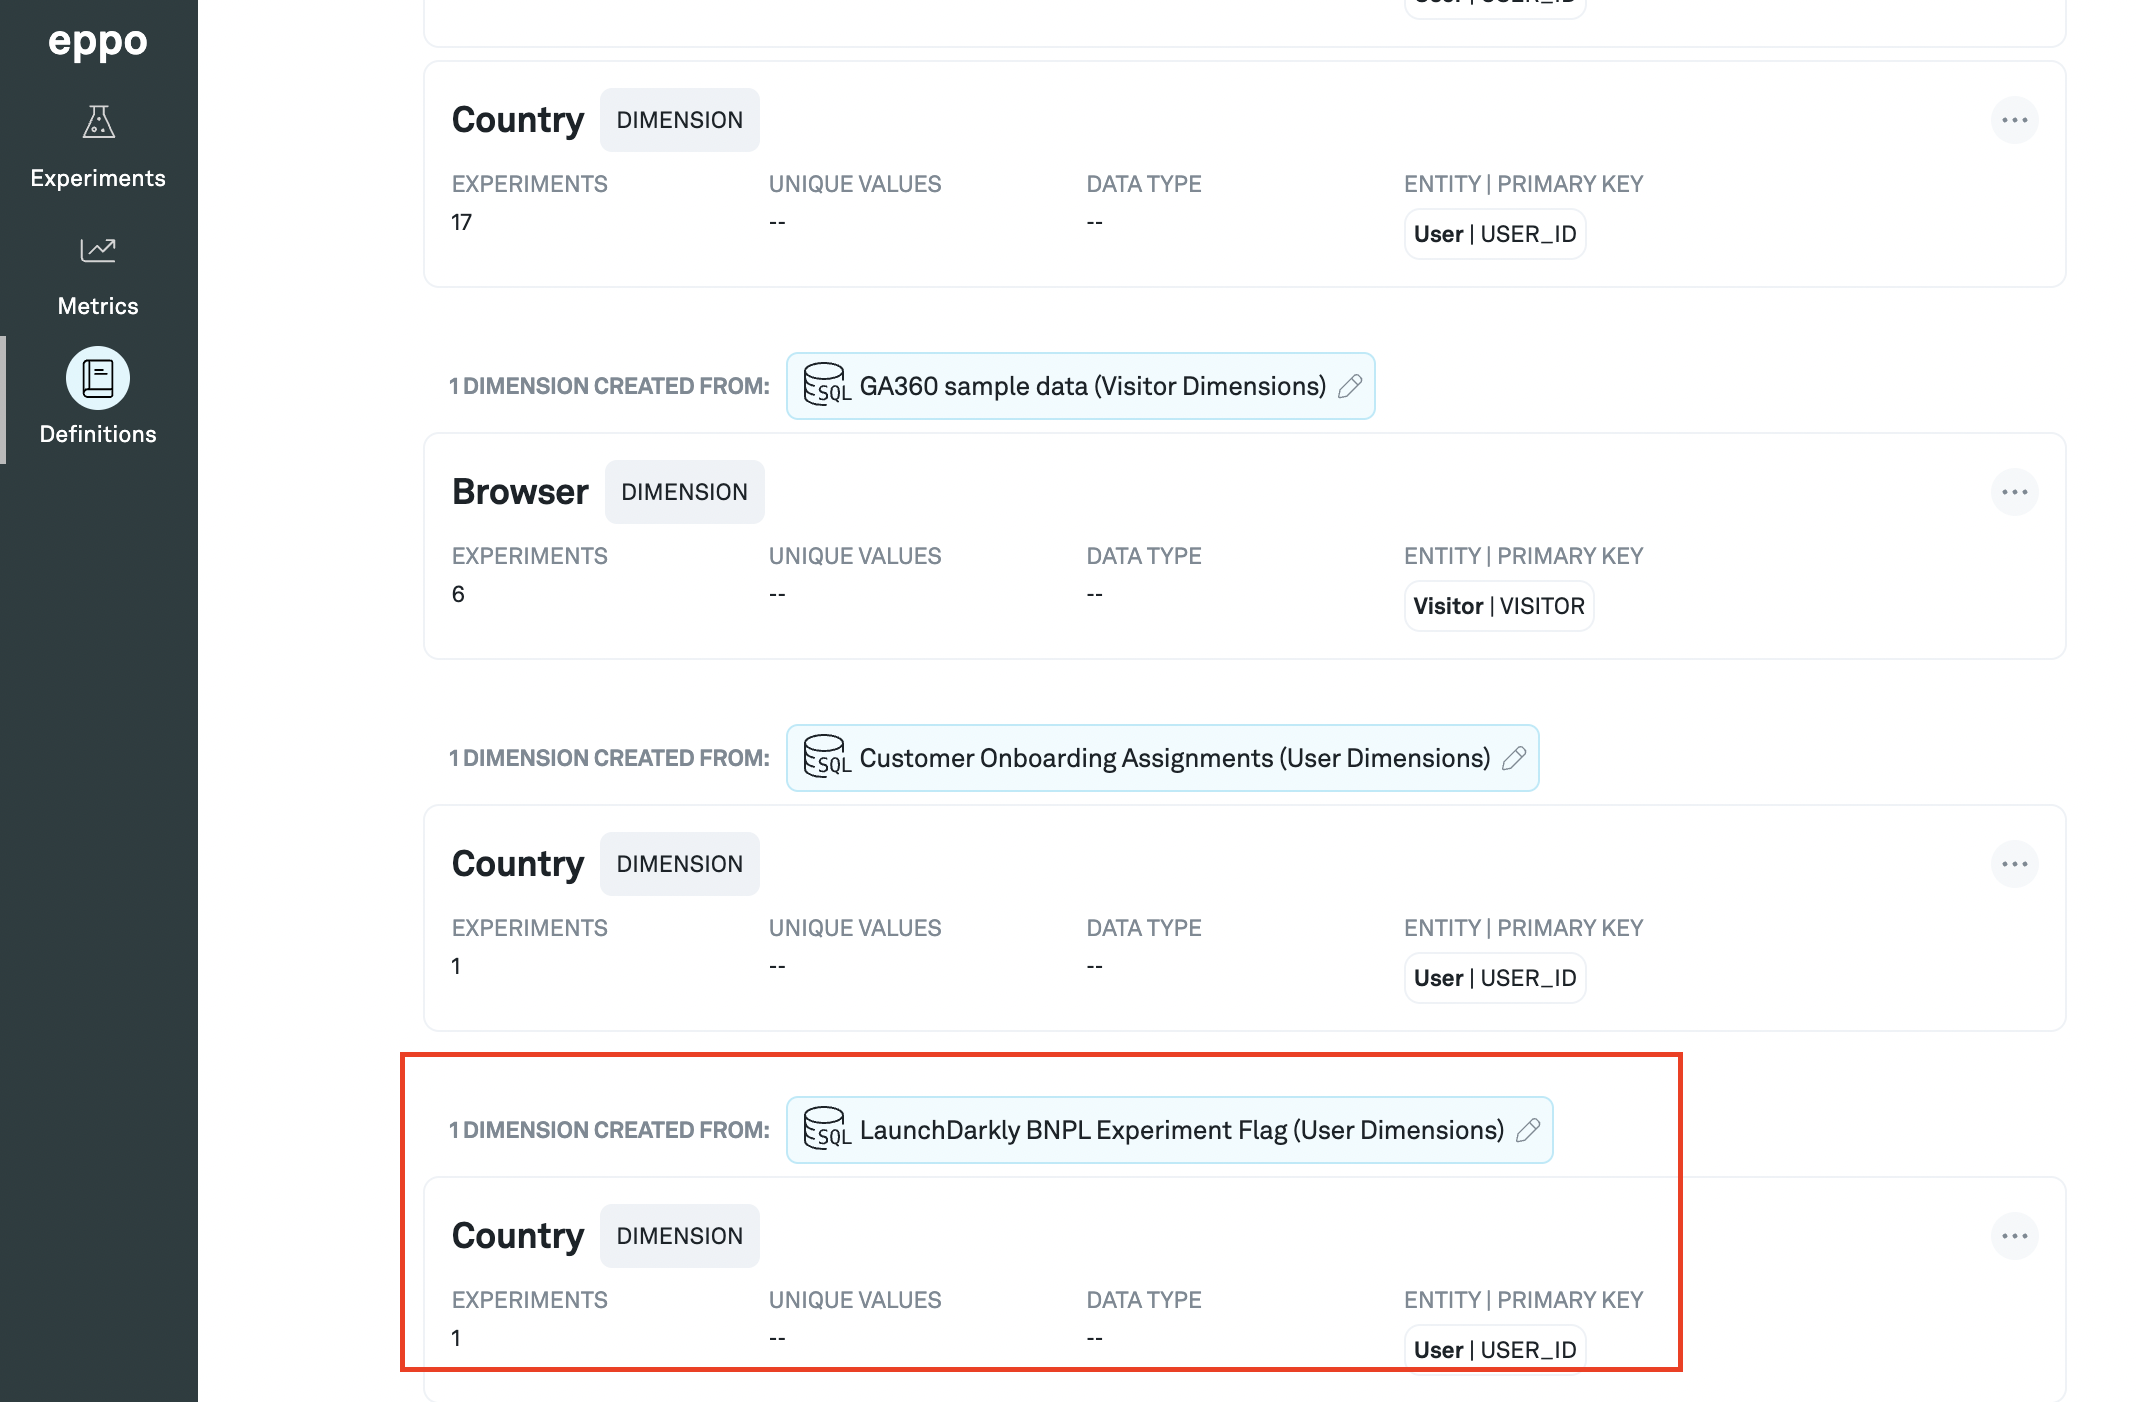 eppo
Experiments
Metrics
Definitions
User | USER_ID
Country DIMENSION
EXPERIMENTS UNIQUE VALUES DATA TYPE ENTITY | PRIMARY KEY
17 -- -- User | USER_ID
1 DIMENSION CREATED FROM: SQL GA360 sample data (Visitor Dimensions)
Browser DIMENSION
EXPERIMENTS UNIQUE VALUES DATA TYPE ENTITY | PRIMARY KEY
6 -- -- Visitor | VISITOR
1 DIMENSION CREATED FROM: SQL Customer Onboarding Assignments (User Dimensions)
Country DIMENSION
EXPERIMENTS UNIQUE VALUES DATA TYPE ENTITY | PRIMARY KEY
1 -- -- User | USER_ID
1 DIMENSION CREATED FROM: SQL LaunchDarkly BNPL Experiment Flag (User Dimensions)
Country DIMENSION
EXPERIMENTS UNIQUE VALUES DATA TYPE ENTITY | PRIMARY KEY
1 -- -- User | USER_ID